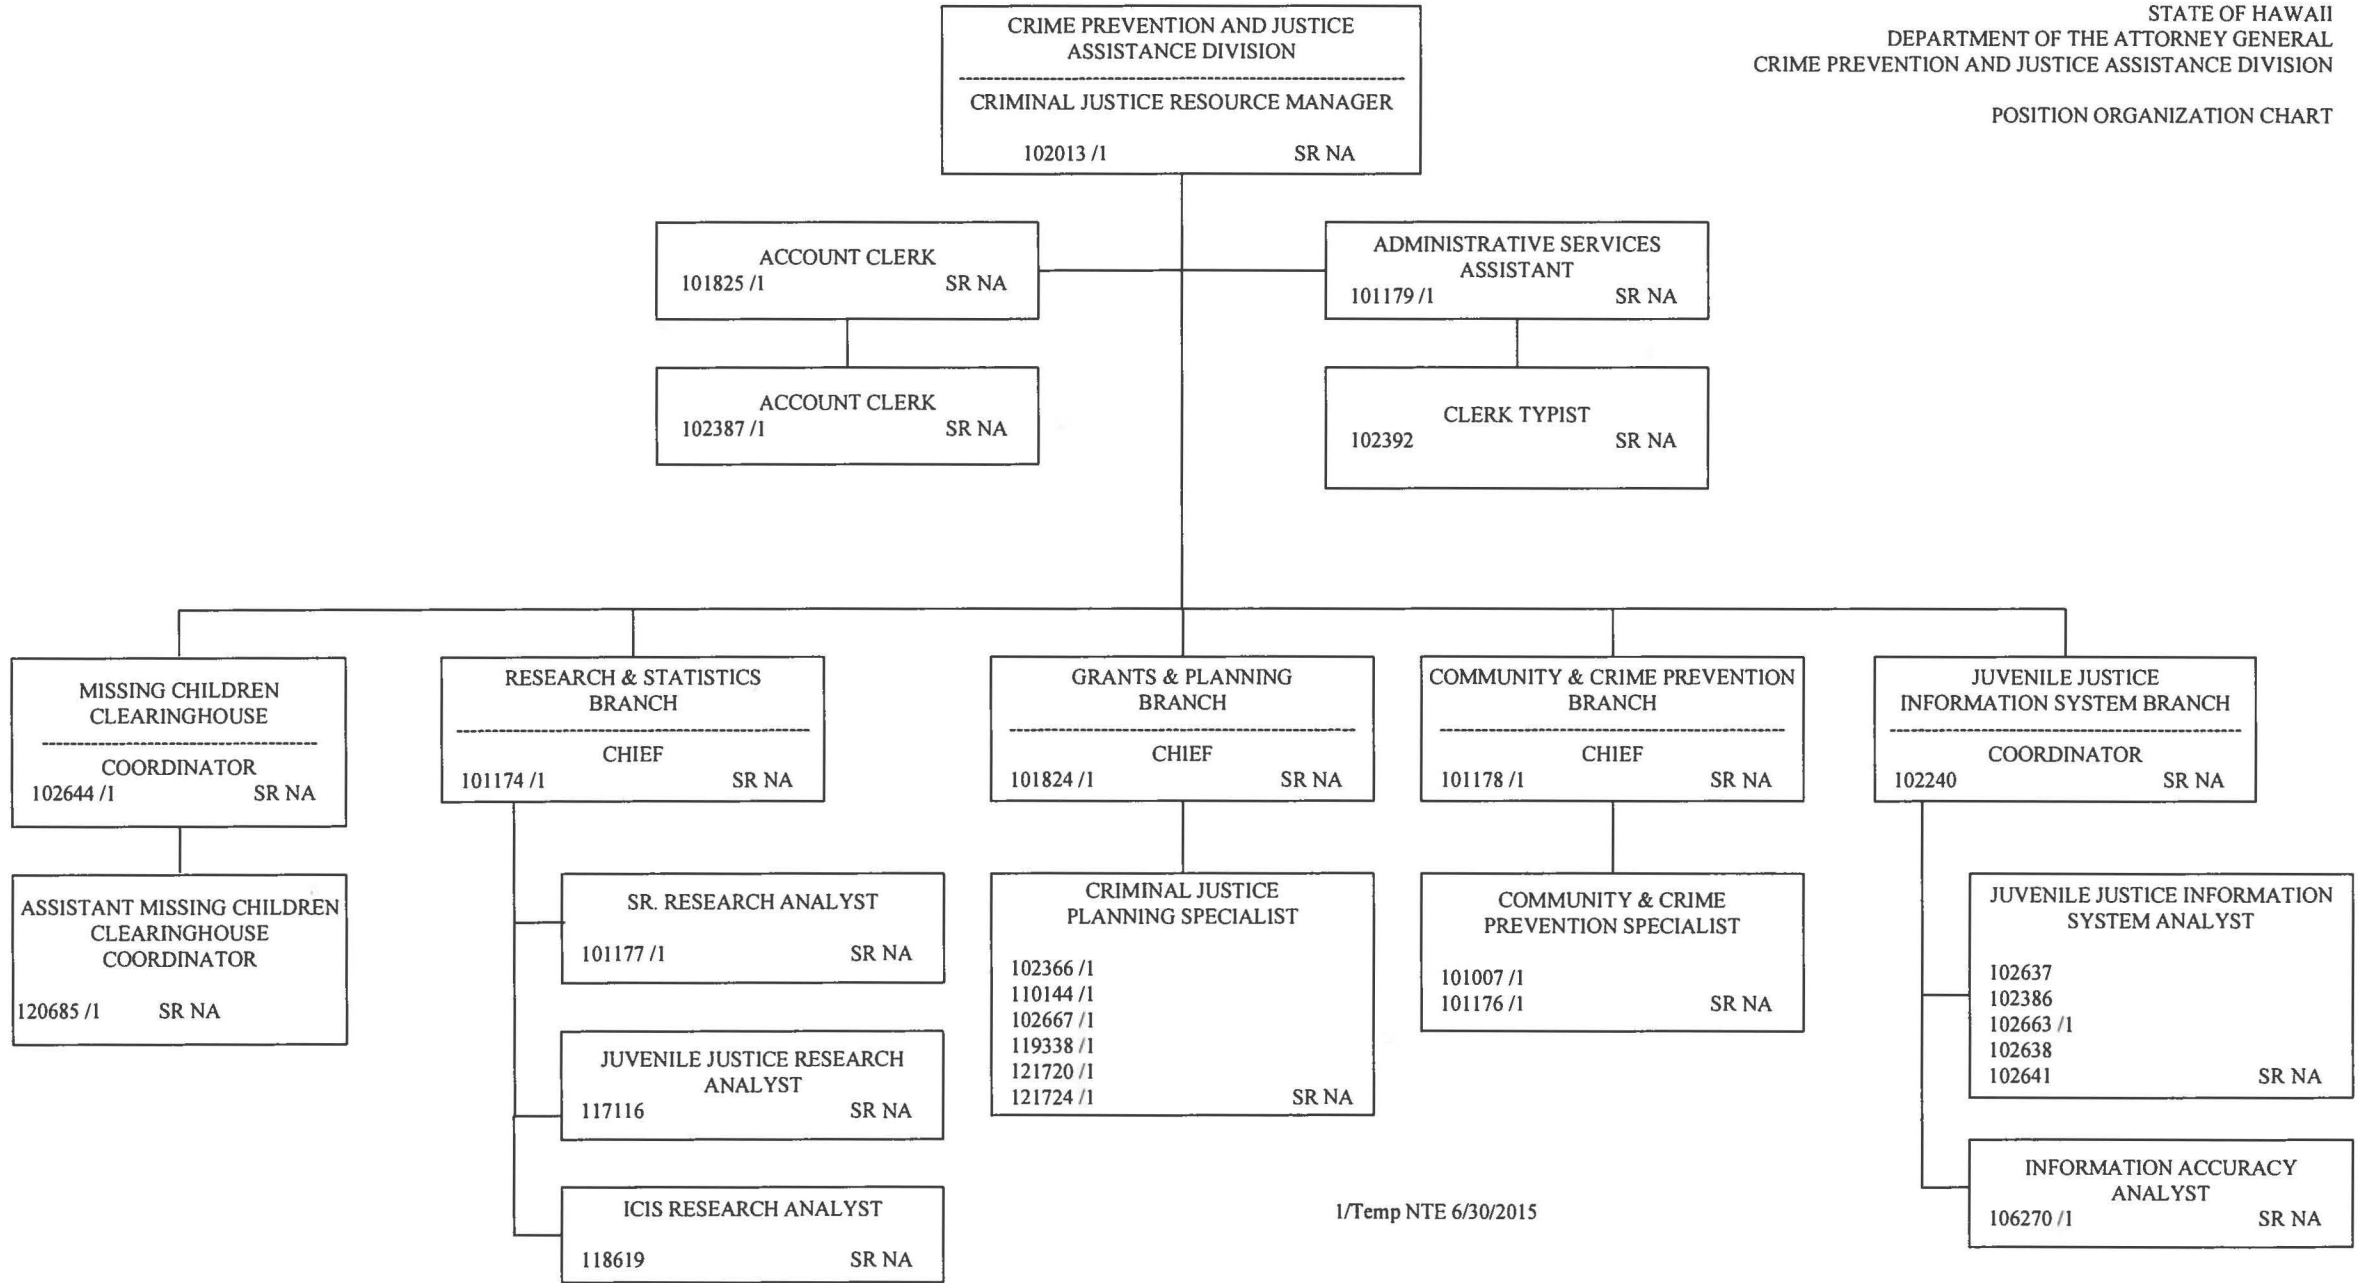 STATE OF HAWAII
DEPARTMENT OF THE ATTORNEY GENERAL
CRIME PREVENTION AND JUSTICE ASSISTANCE DIVISION
POSITION ORGANIZATION CHART
CRIME PREVENTION AND JUSTICE
ASSISTANCE DIVISION
CRIMINAL JUSTICE RESOURCE MANAGER
102013 /1 SR NA
ACCOUNT CLERK
101825 /1 SR NA
ADMINISTRATIVE SERVICES
ASSISTANT
101179 /1 SR NA
ACCOUNT CLERK
102387 /1 SR NA
CLERK TYPIST
102392 SR NA
MISSING CHILDREN
CLEARINGHOUSE
COORDINATOR
102644 /1 SR NA
ASSISTANT MISSING CHILDREN
CLEARINGHOUSE
COORDINATOR
120685 /1 SR NA
RESEARCH & STATISTICS
BRANCH
CHIEF
101174 /1 SR NA
SR. RESEARCH ANALYST
101177 /1 SR NA
JUVENILE JUSTICE RESEARCH
ANALYST
117116 SR NA
ICIS RESEARCH ANALYST
118619 SR NA
GRANTS & PLANNING
BRANCH
CHIEF
101824 /1 SR NA
CRIMINAL JUSTICE
PLANNING SPECIALIST
102366 /1
110144 /1
102667 /1
119338 /1
121720 /1
121724 /1 SR NA
COMMUNITY & CRIME PREVENTION
BRANCH
CHIEF
101178 /1 SR NA
COMMUNITY & CRIME
PREVENTION SPECIALIST
101007 /1
101176 /1 SR NA
JUVENILE JUSTICE
INFORMATION SYSTEM BRANCH
COORDINATOR
102240 SR NA
JUVENILE JUSTICE INFORMATION
SYSTEM ANALYST
102637
102386
102663 /1
102638
102641 SR NA
INFORMATION ACCURACY
ANALYST
106270 /1 SR NA
1/Temp NTE 6/30/2015